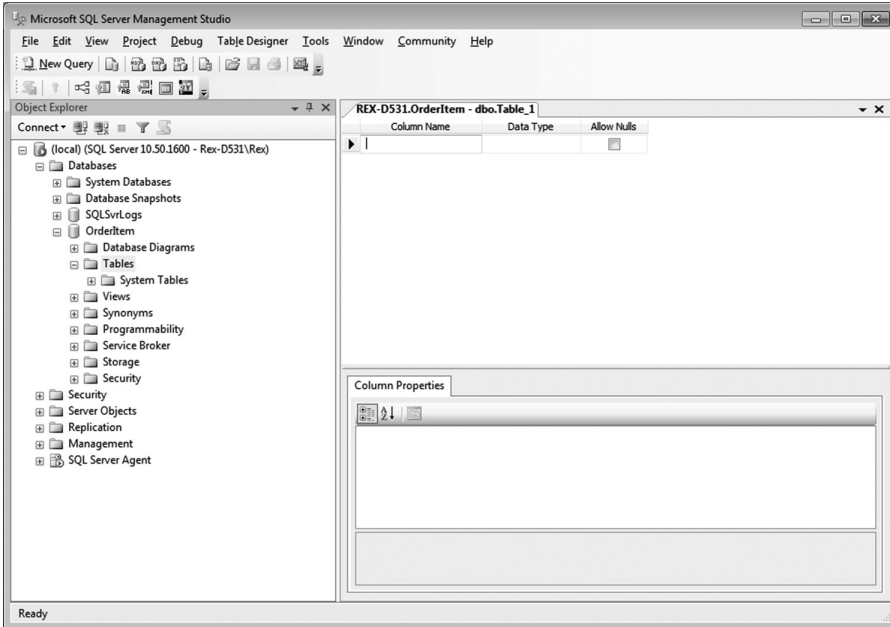 Microsoft SQL Server Management Studio
File Edit View Project Debug Table Designer Tools Window Community Help
New Query
Object Explorer
Connect
(local) (SQL Server 10.50.1600 - Rex-D531\Rex)
Databases
System Databases
Database Snapshots
SQLSvrLogs
OrderItem
Database Diagrams
Tables
System Tables
Views
Synonyms
Programmability
Service Broker
Storage
Security
Security
Server Objects
Replication
Management
SQL Server Agent
REX-D531.OrderItem - dbo.Table_1
Column Name Data Type Allow Nulls
Column Properties
Ready